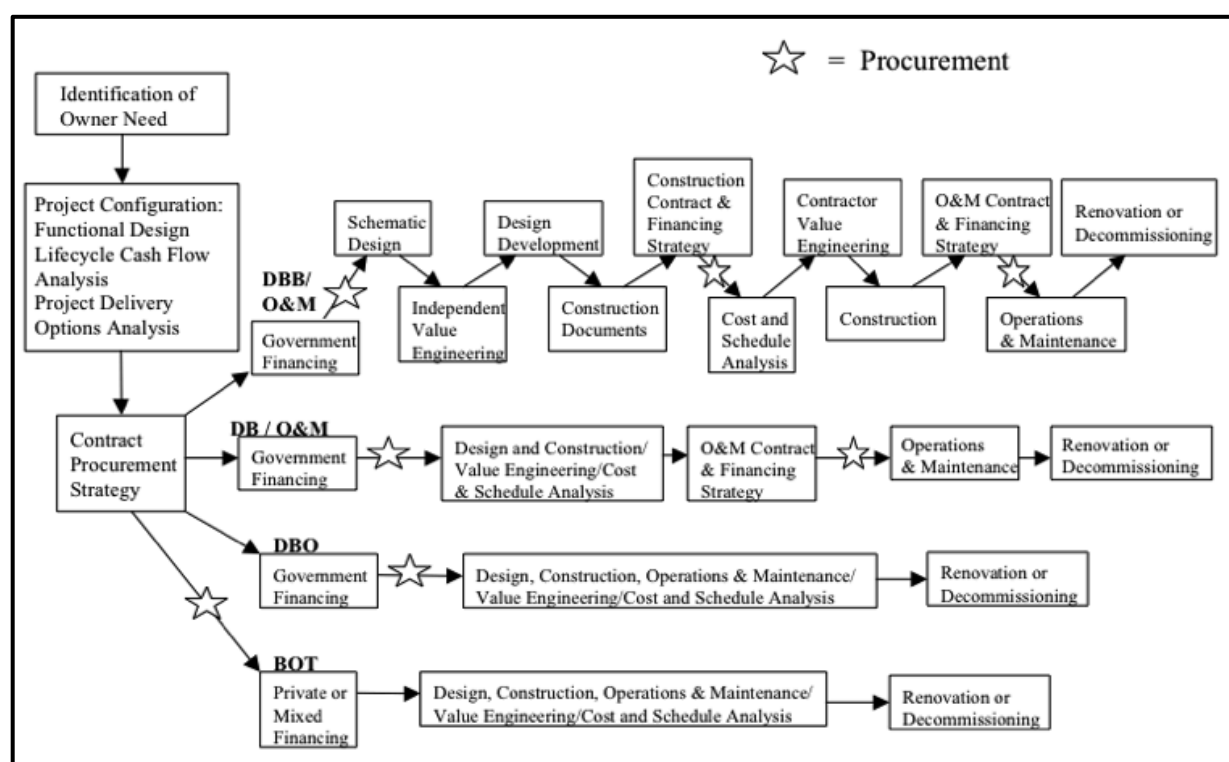 = Procurement
Identification of
Owner Need
Project Configuration:
Functional Design
Lifecycle Cash Flow
Analysis
Project Delivery
Options Analysis
Contract
Procurement
Strategy
DBB/
O&M
Government
Financing
Schematic
Design
Independent
Value
Engineering
Design
Development
Construction
Documents
Construction
Contract &
Financing
Strategy
Cost and
Schedule
Analysis
Contractor
Value
Engineering
Construction
O&M Contract
& Financing
Strategy
Operations
& Maintenance
Renovation or
Decommissioning
DB / O&M
Government
Financing
Design and Construction/
Value Engineering/Cost
& Schedule Analysis
O&M Contract
& Financing
Strategy
Operations
& Maintenance
Renovation or
Decommissioning
DBO
Government
Financing
Design, Construction, Operations & Maintenance/
Value Engineering/Cost and Schedule Analysis
Renovation or
Decommissioning
BOT
Private or
Mixed
Financing
Design, Construction, Operations & Maintenance/
Value Engineering/Cost and Schedule Analysis
Renovation or
Decommissioning